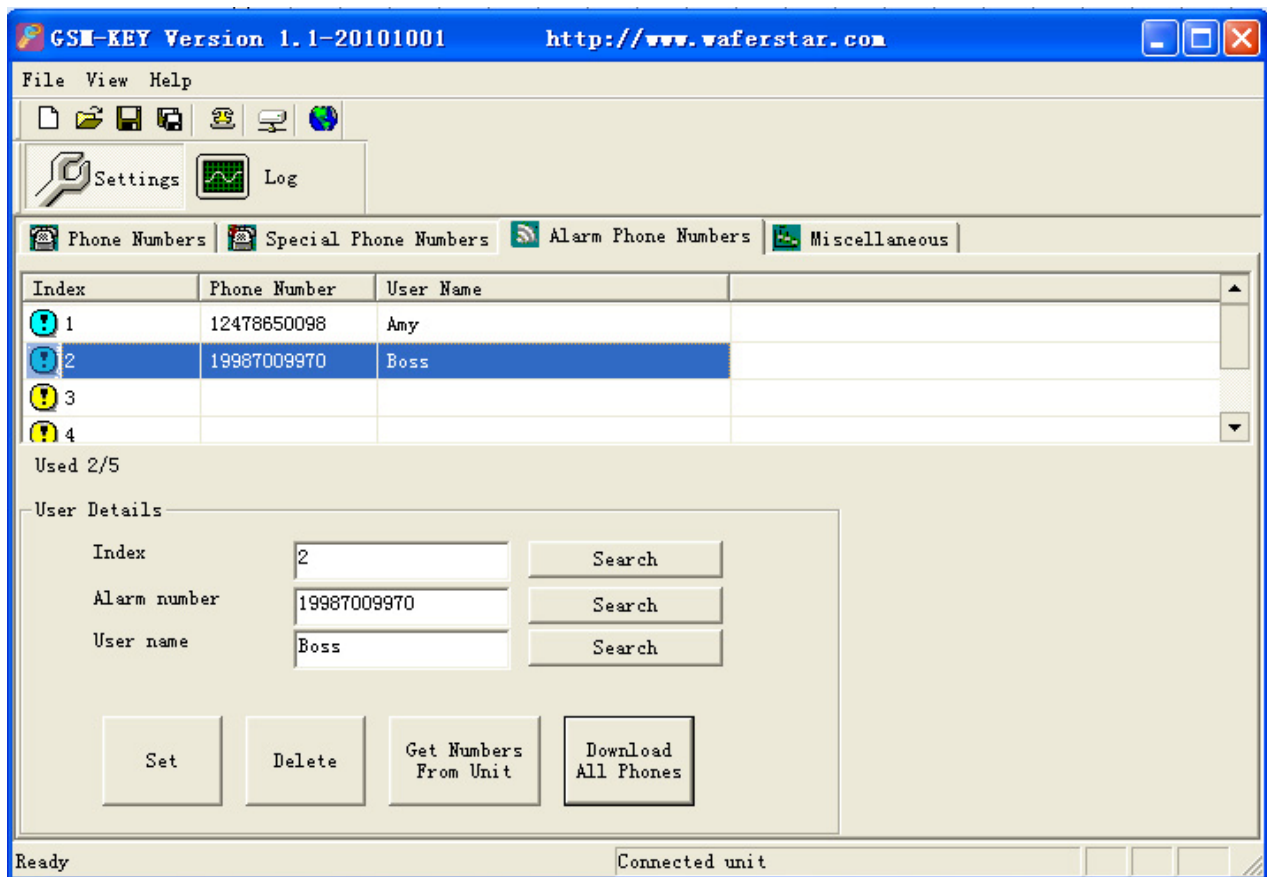 GSM-KEY Version 1.1-20101001 http://www.waferstar.com
File View Help
Settings Log
Phone Numbers Special Phone Numbers Alarm Phone Numbers Miscellaneous
Index Phone Number User Name
1 12478650098 Amy
2 19987009970 Boss
3
4
Used 2/5
User Details
Index 2 Search
Alarm number 19987009970 Search
User name Boss Search
Set Delete Get Numbers From Unit Download All Phones
Ready Connected unit